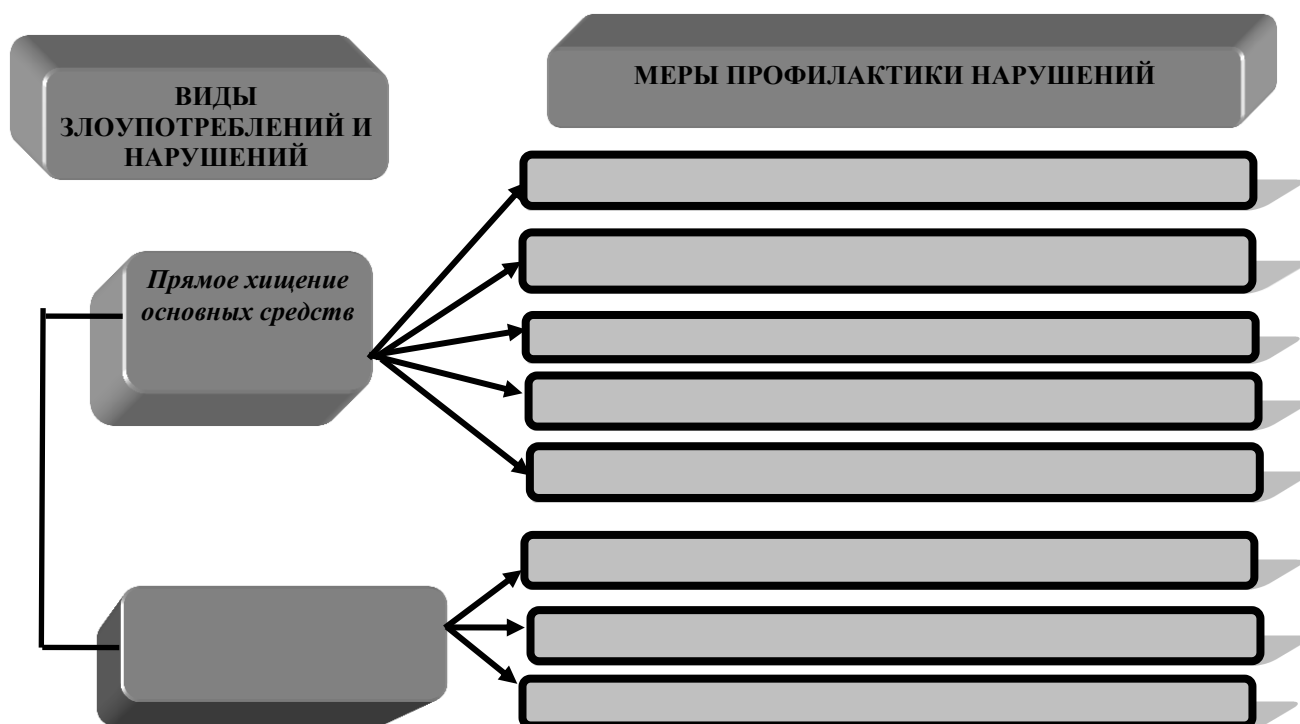 ВИДЫ
ЗЛОУПОТРЕБЛЕНИЙ И
НАРУШЕНИЙ
МЕРЫ ПРОФИЛАКТИКИ НАРУШЕНИЙ
Прямое хищение
основных средств